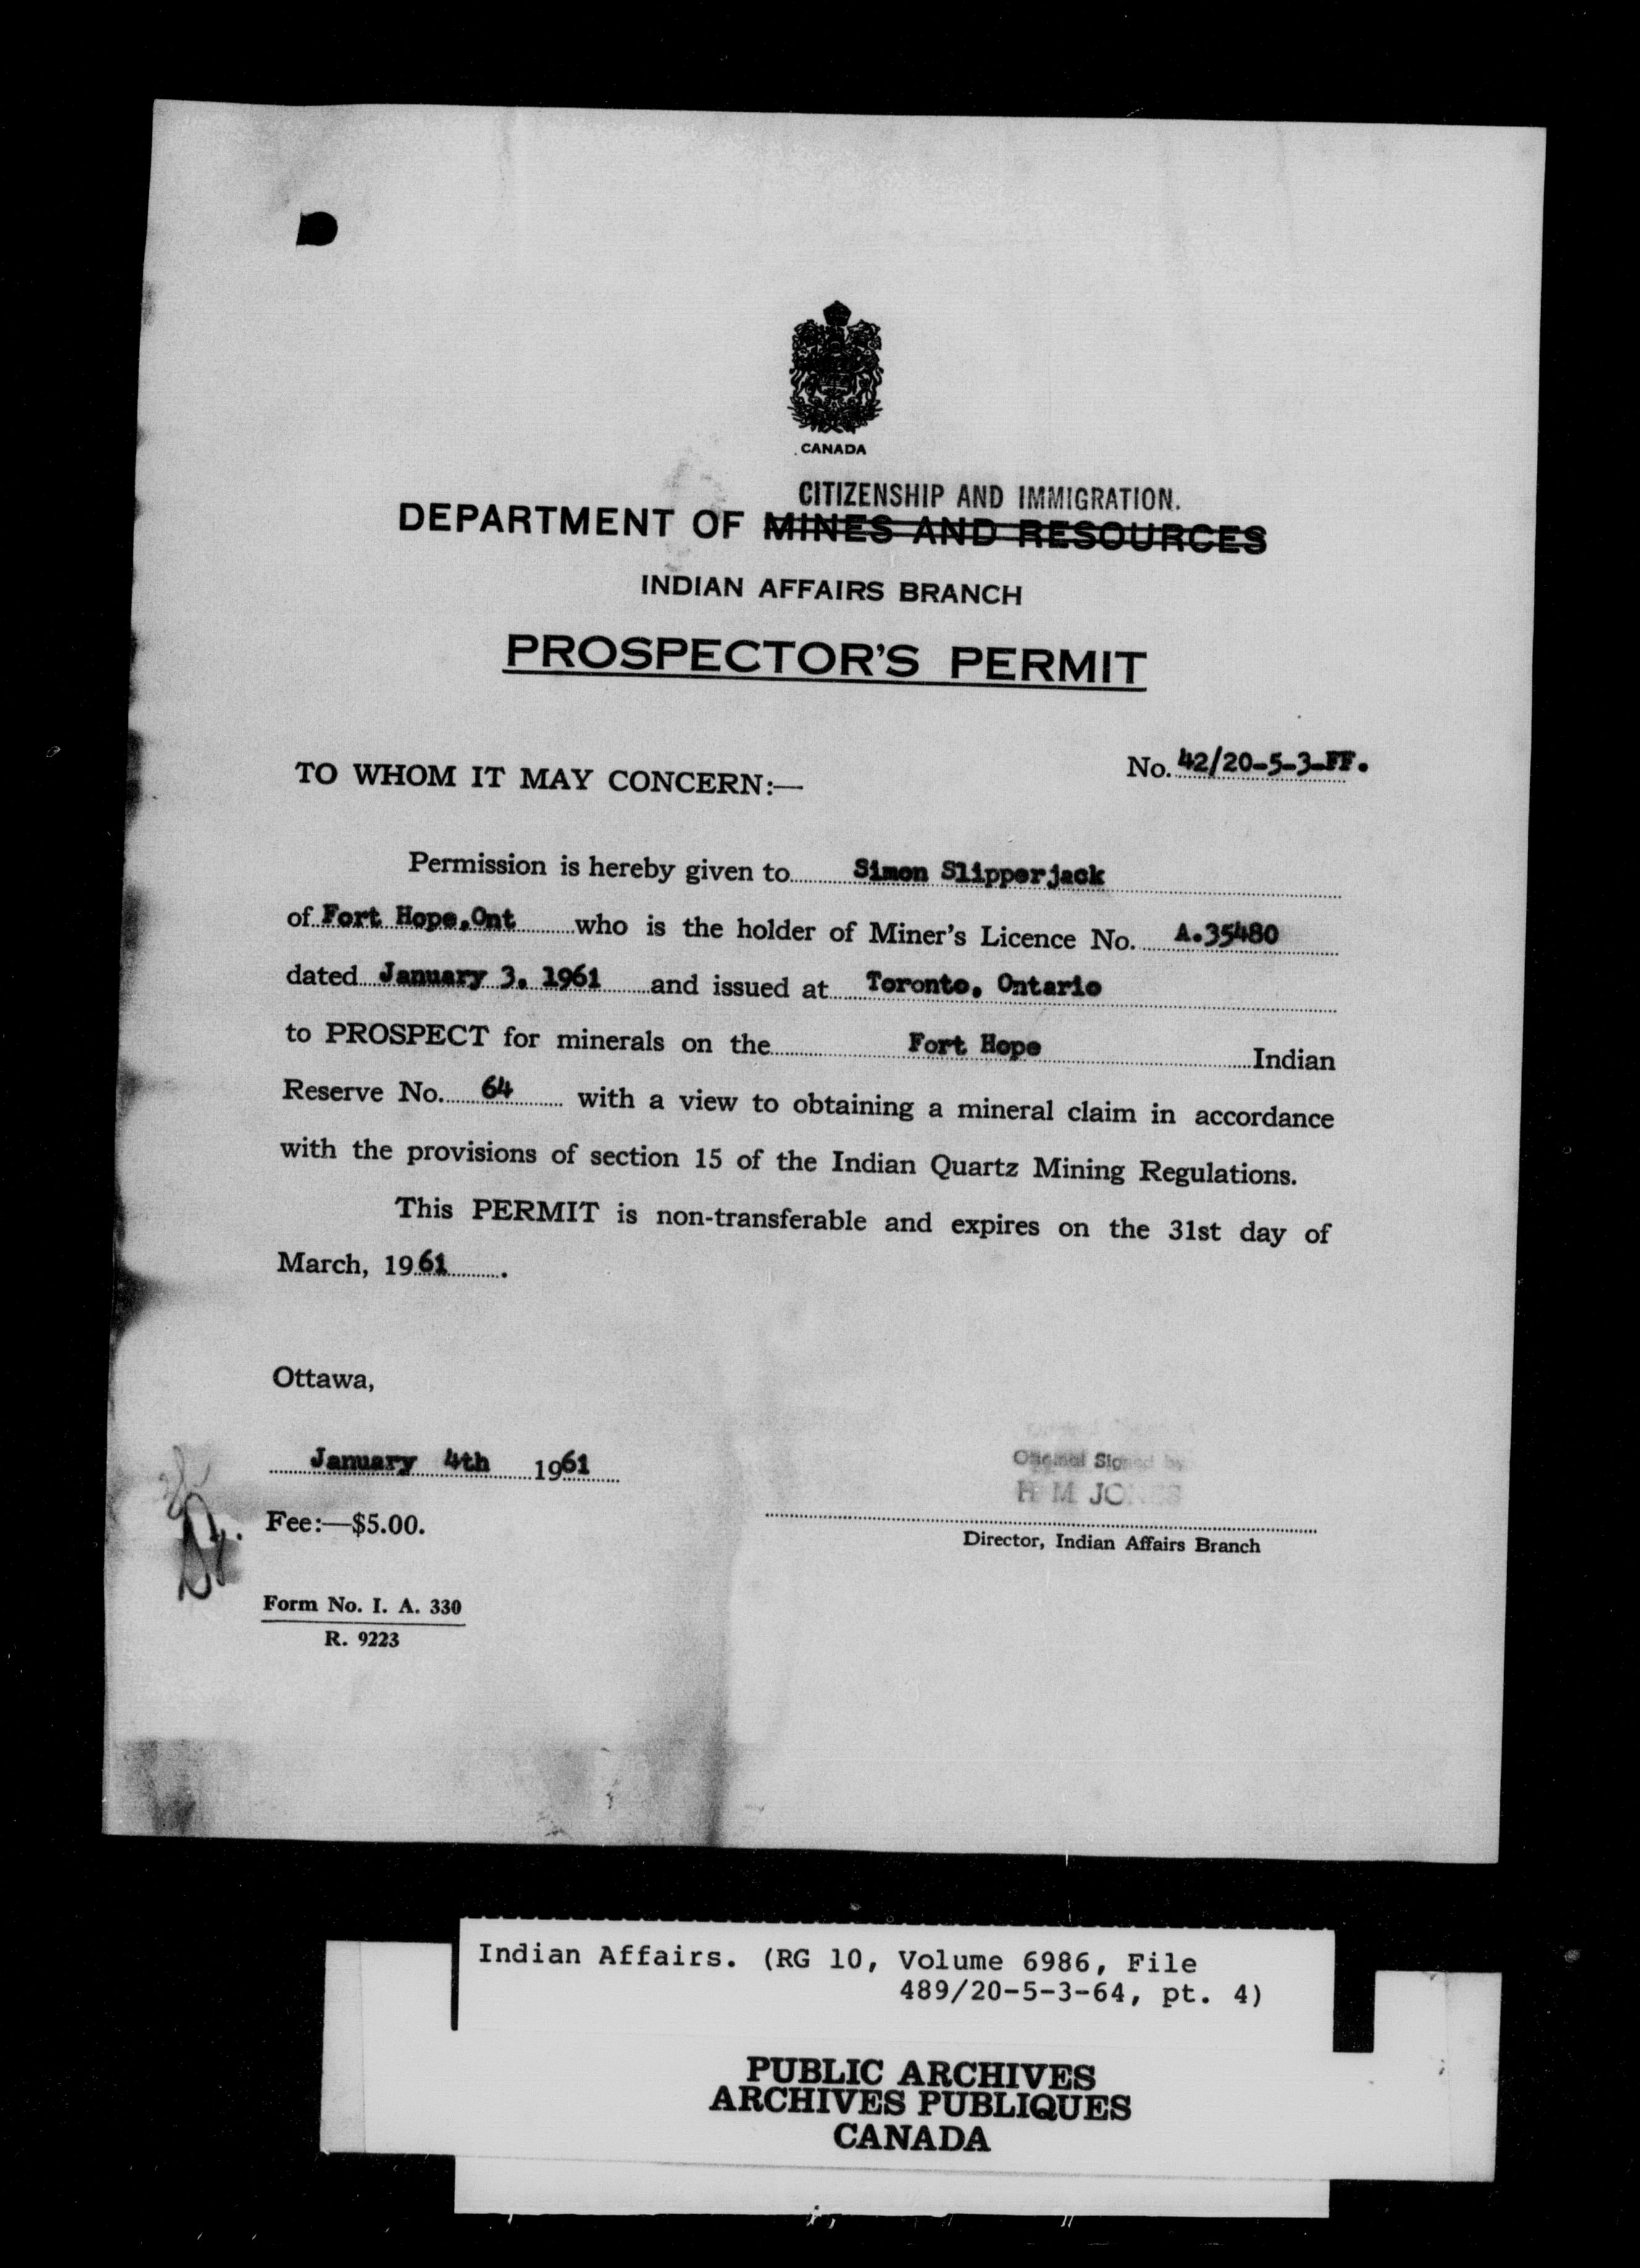 CANADA
CITIZENSHIP AND IMMIGRATION.
DEPARTMENT OF MINES AND RESOURCES
INDIAN AFFAIRS BRANCH
PROSPECTOR'S PERMIT
No. 42/20-5-3-FF.
TO WHOM IT MAY CONCERN:—
Permission is hereby given to Simon Slipperjack
of Fort Hope, Ont who is the holder of Miner's Licence No. A.35480
dated January 3, 1961 and issued at Toronto, Ontario
to PROSPECT for minerals on the Fort Hope Indian
Reserve No. 64 with a view to obtaining a mineral claim in accordance
with the provisions of section 15 of the Indian Quartz Mining Regulations.
This PERMIT is non-transferable and expires on the 31st day of
March, 1961.
Ottawa,
January 4th 1961
Original Signed by
H M JONES
Fee:—$5.00.
Director, Indian Affairs Branch
Form No. I. A. 330
R. 9223
Indian Affairs. (RG 10, Volume 6986, File
489/20-5-3-64, pt. 4)
PUBLIC ARCHIVES
ARCHIVES PUBLIQUES
CANADA